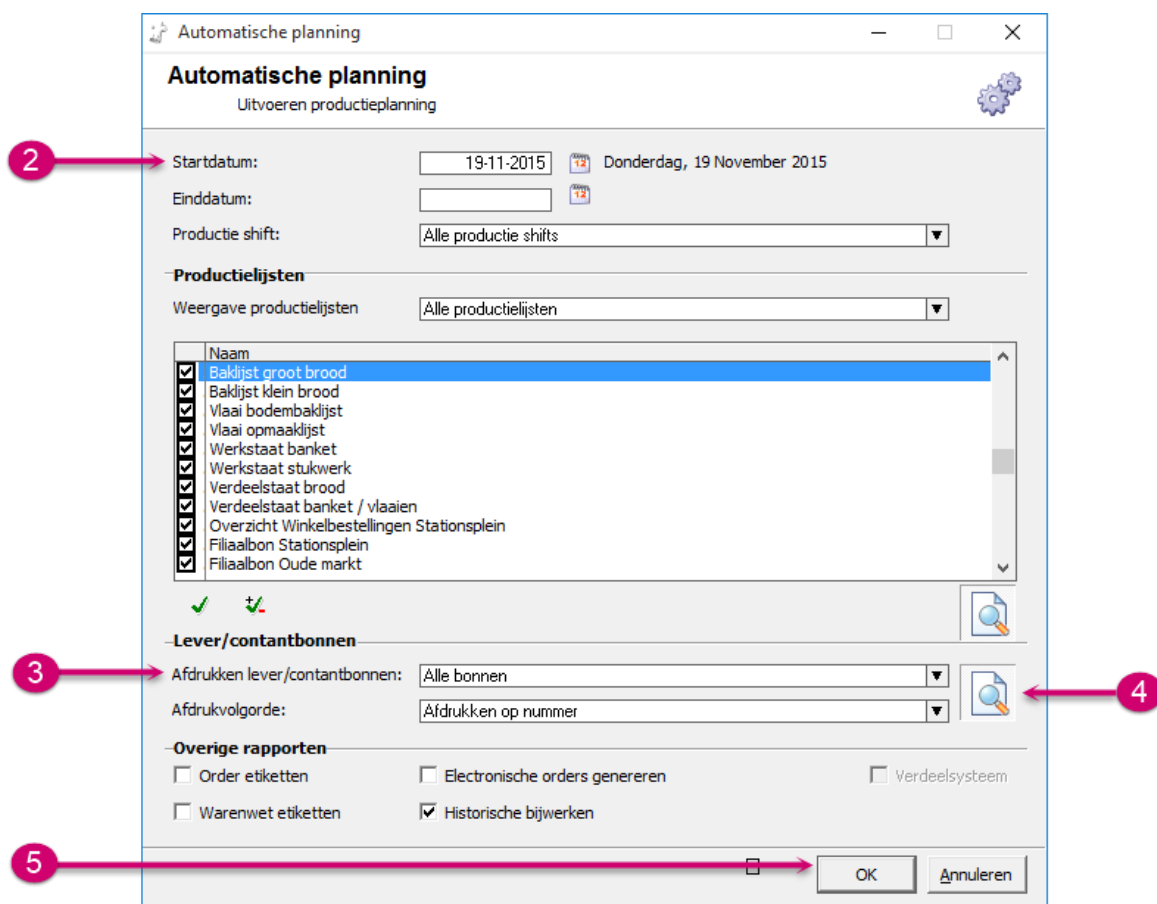 Automatische planning
Automatische planning
Uitvoeren productieplanning
2
Startdatum: 19-11-2015 12 Donderdag, 19 November 2015
Einddatum: 12
Productie shift: Alle productie shifts
Productielijsten
Weergave productielijsten Alle productielijsten
Naam
Baklijst groot brood
Baklijst klein brood
Vlaai bodembaklijst
Vlaai opmaaklijst
Werkstaat banket
Werkstaat stukwerk
Verdeelstaat brood
Verdeelstaat banket / vlaaien
Overzicht Winkelbestellingen Stationsplein
Filiaalbon Stationsplein
Filiaalbon Oude markt
Lever/contantbonnen
3 Afdrukken lever/contantbonnen: Alle bonnen 4
Afdrukvolgorde: Afdrukken op nummer
Overige rapporten
Order etiketten Electronische orders genereren Verdeelsysteem
Warenwet etiketten Historische bijwerken
5 OK Annuleren